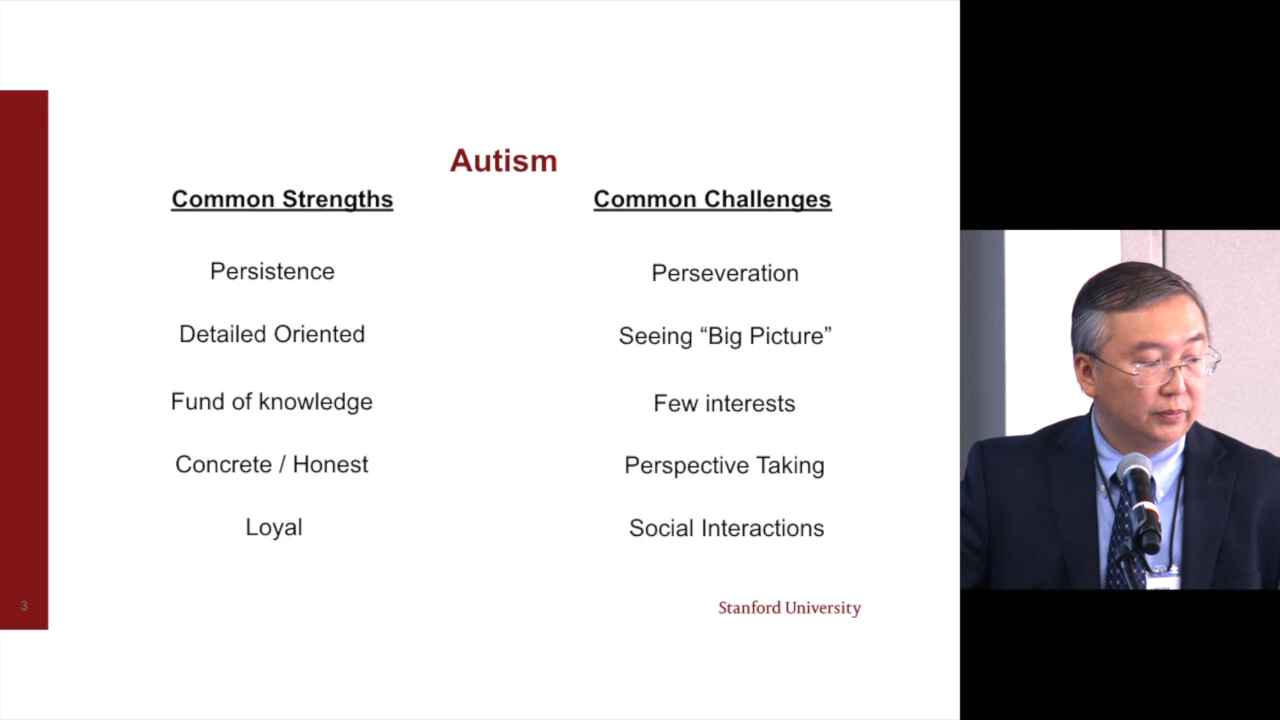 Autism
Common Strengths
Common Challenges
Persistence
Perseveration
Detailed Oriented
Seeing “Big Picture”
Fund of knowledge
Few interests
Concrete / Honest
Perspective Taking
Loyal
Social Interactions
3
Stanford University